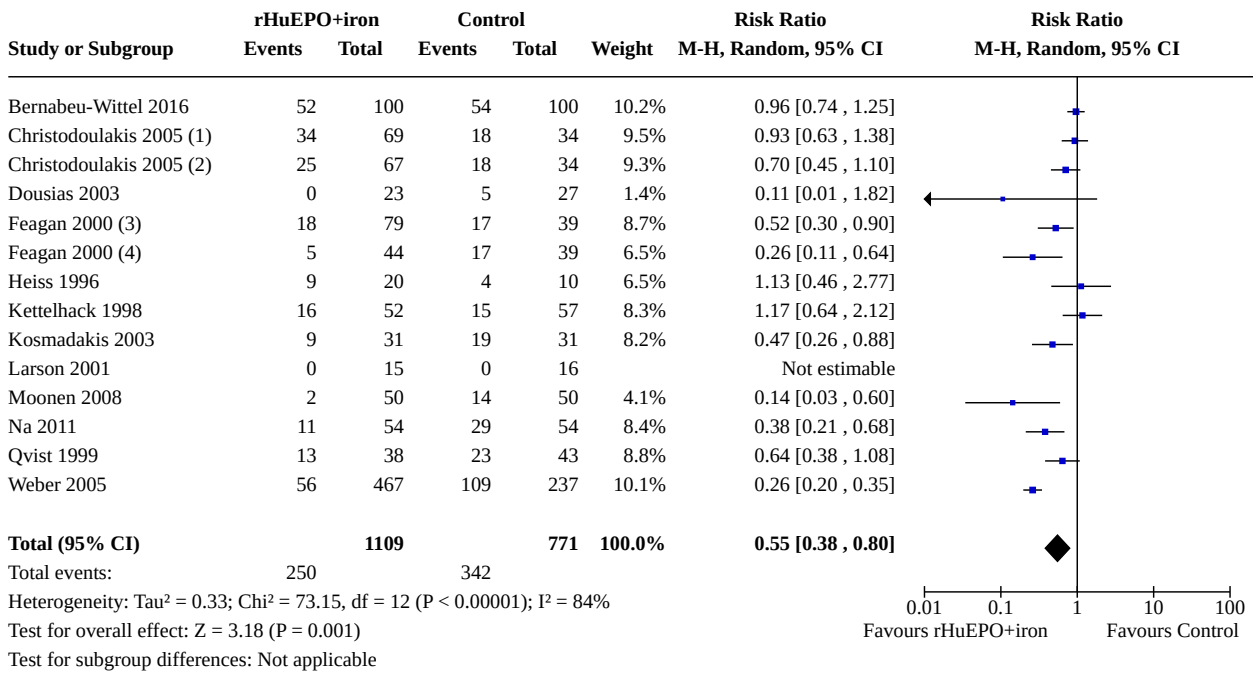 rHuEPO+iron Control Risk Ratio Risk Ratio
Study or Subgroup Events Total Events Total Weight M-H, Random, 95% CI M-H, Random, 95% CI
Bernabeu-Wittel 2016 52 100 54 100 10.2% 0.96 [0.74 , 1.25]
Christodoulakis 2005 (1) 34 69 18 34 9.5% 0.93 [0.63 , 1.38]
Christodoulakis 2005 (2) 25 67 18 34 9.3% 0.70 [0.45 , 1.10]
Dousias 2003 0 23 5 27 1.4% 0.11 [0.01 , 1.82]
Feagan 2000 (3) 18 79 17 39 8.7% 0.52 [0.30 , 0.90]
Feagan 2000 (4) 5 44 17 39 6.5% 0.26 [0.11 , 0.64]
Heiss 1996 9 20 4 10 6.5% 1.13 [0.46 , 2.77]
Kettelhack 1998 16 52 15 57 8.3% 1.17 [0.64 , 2.12]
Kosmadakis 2003 9 31 19 31 8.2% 0.47 [0.26 , 0.88]
Larson 2001 0 15 0 16 Not estimable
Moonen 2008 2 50 14 50 4.1% 0.14 [0.03 , 0.60]
Na 2011 11 54 29 54 8.4% 0.38 [0.21 , 0.68]
Qvist 1999 13 38 23 43 8.8% 0.64 [0.38 , 1.08]
Weber 2005 56 467 109 237 10.1% 0.26 [0.20 , 0.35]
Total (95% CI) 1109 771 100.0% 0.55 [0.38 , 0.80]
Total events: 250 342
Heterogeneity: Tau² = 0.33; Chi² = 73.15, df = 12 (P < 0.00001); I² = 84%
0.01 0.1 1 10 100
Test for overall effect: Z = 3.18 (P = 0.001)
Favours rHuEPO+iron Favours Control
Test for subgroup differences: Not applicable